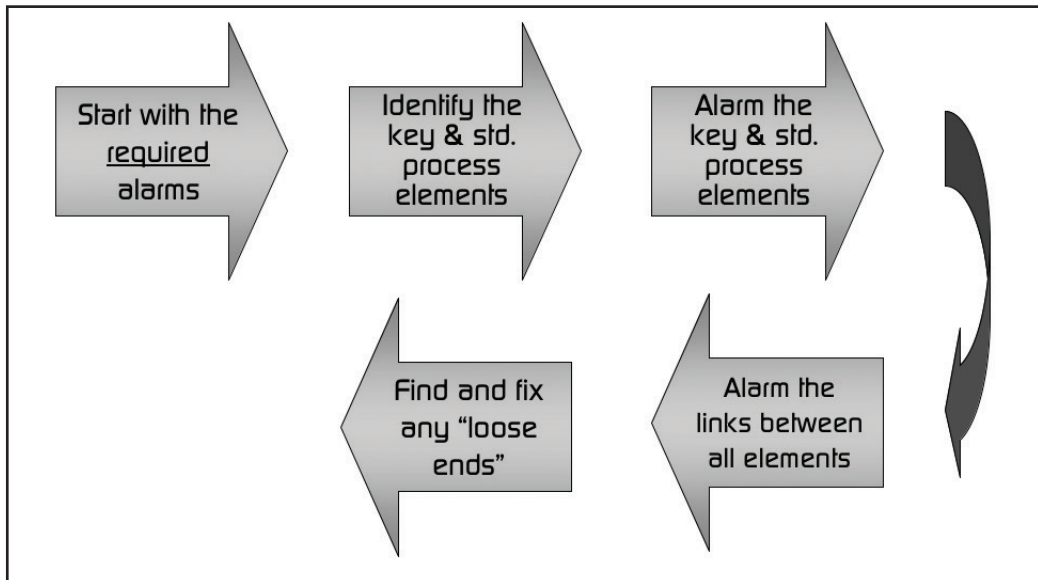 Start with the
required
alarms
Identify the
key & std.
process
elements
Alarm the
key & std.
process
elements
Alarm the
links between
all elements
Find and fix
any “loose
ends”